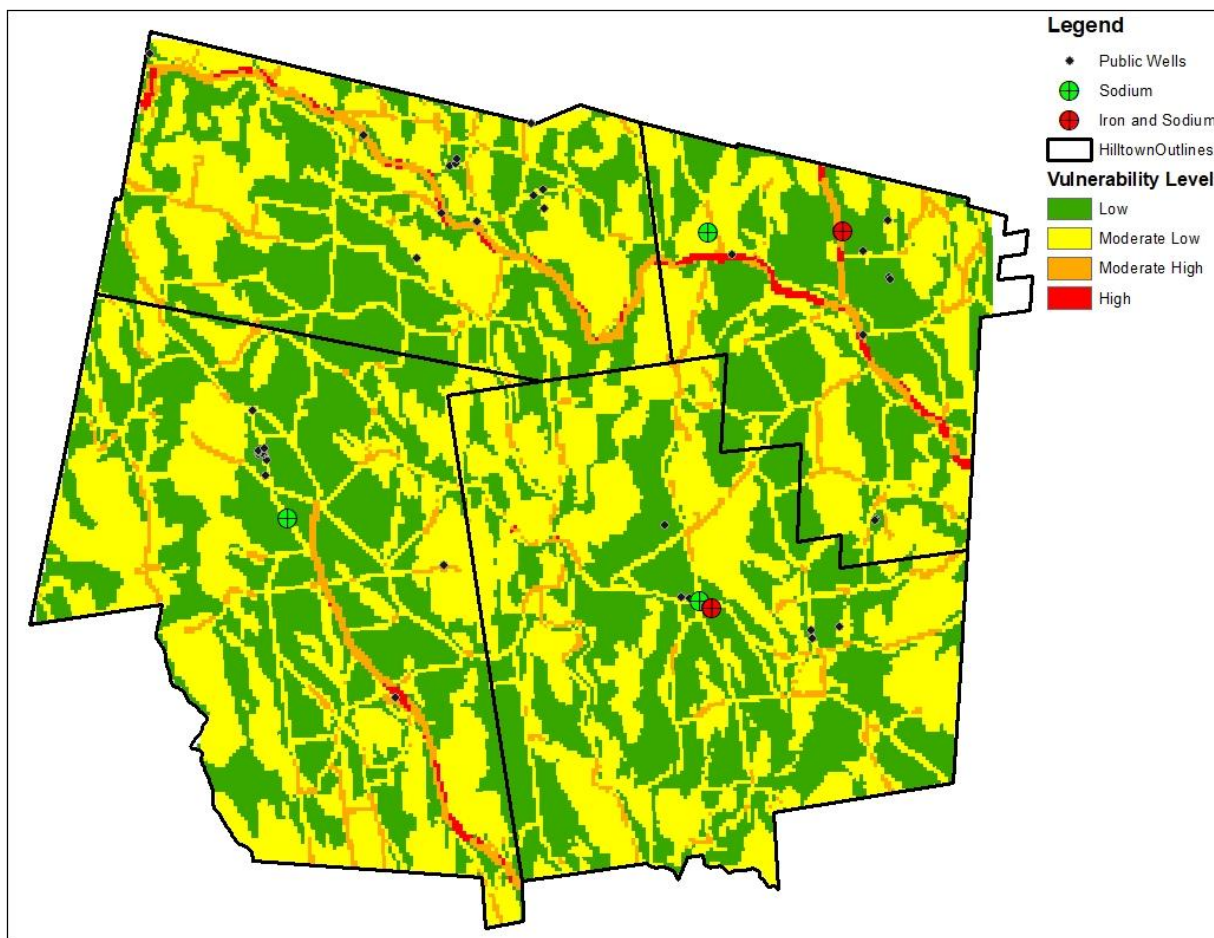 Legend
Public Wells
Sodium
Iron and Sodium
HilltownOutlines
Vulnerability Level
Low
Moderate Low
Moderate High
High